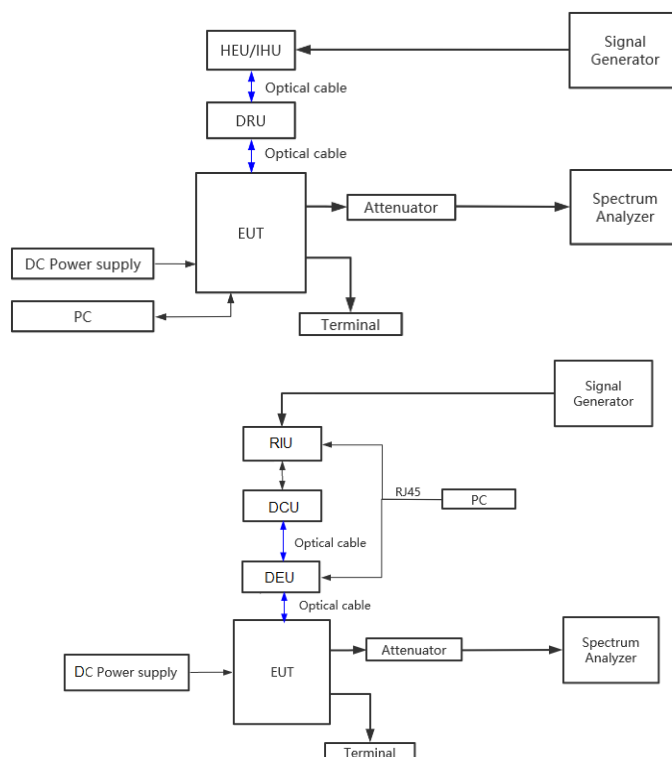 HEU/IHU
Signal
Generator
Optical cable
DRU
Optical cable
EUT
Attenuator
Spectrum
Analyzer
DC Power supply
PC
Terminal
Signal
Generator
RIU
RJ45
PC
DCU
Optical cable
DEU
Optical cable
EUT
Attenuator
Spectrum
Analyzer
DC Power supply
Terminal